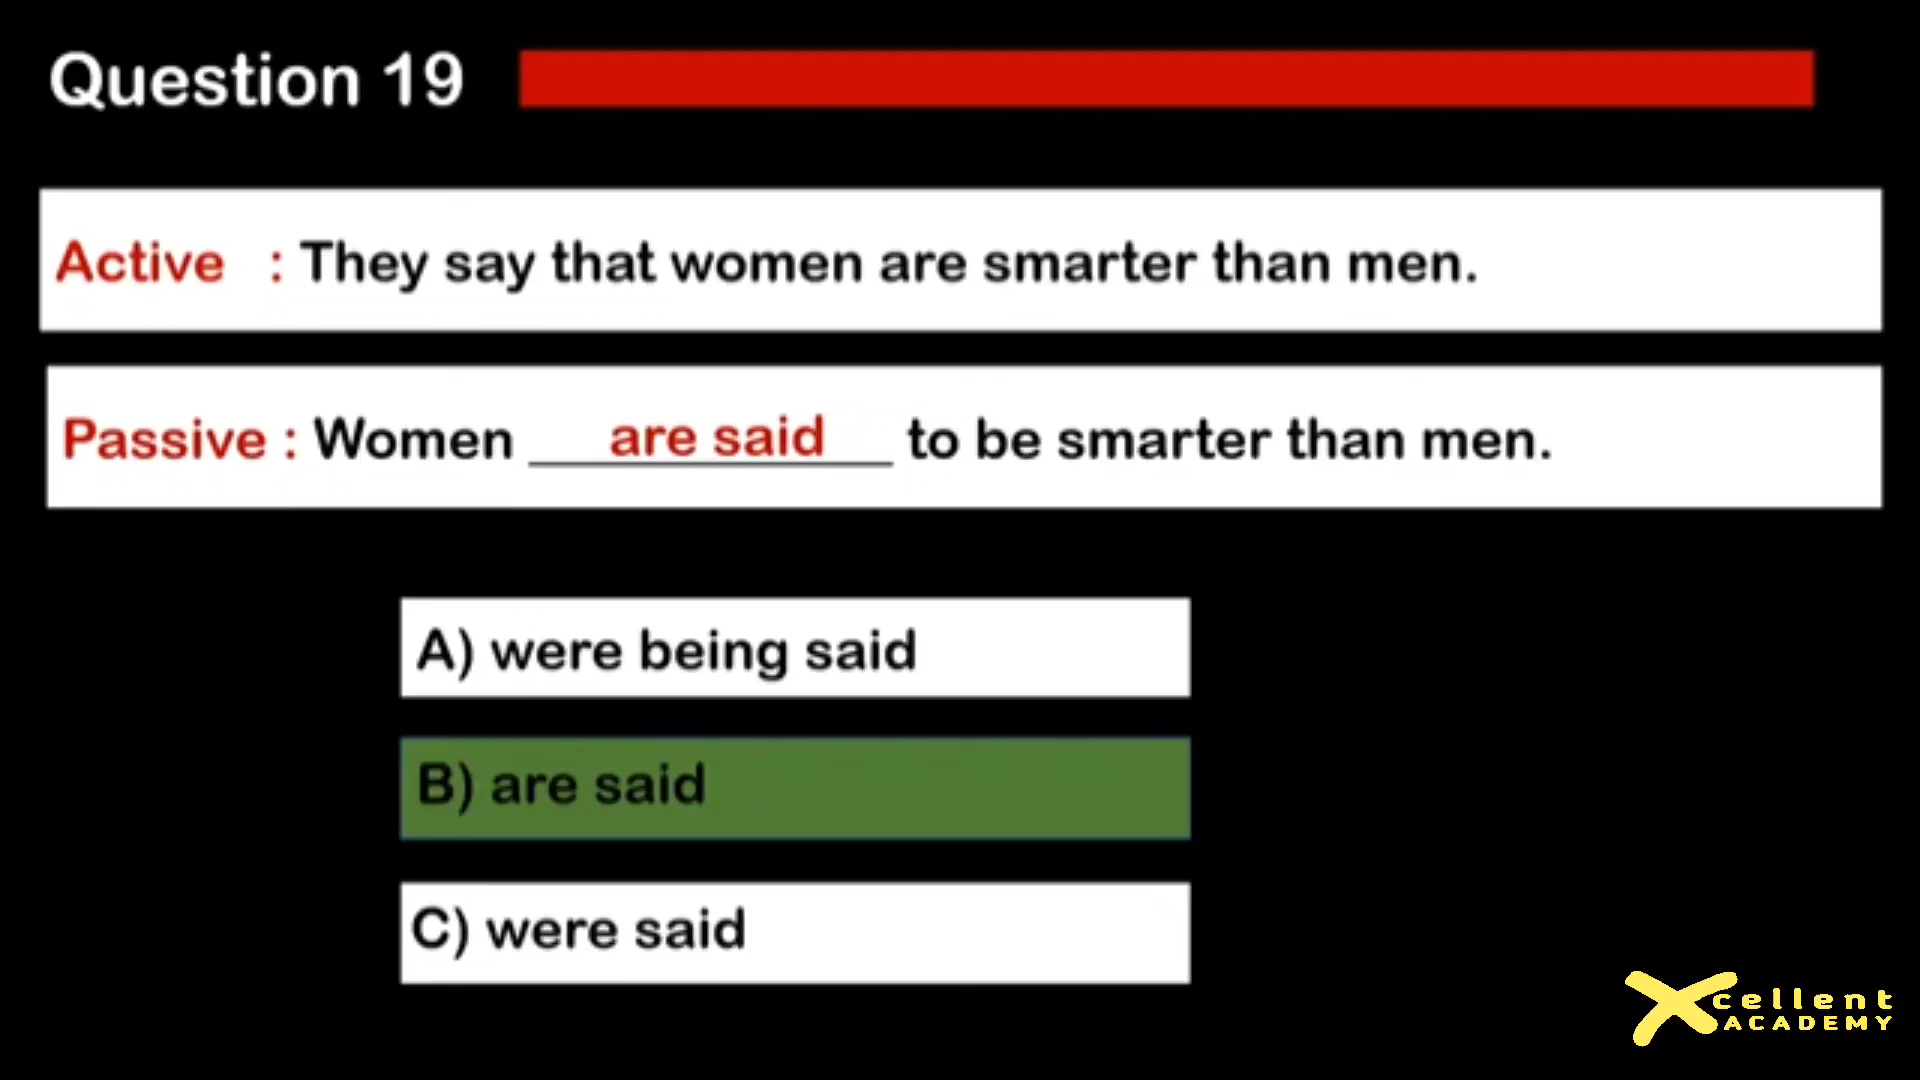 Question 19
Active : They say that women are smarter than men.
Passive : Women are said to be smarter than men.
A) were being said
B) are said
C) were said
Xcellent
ACADEMY